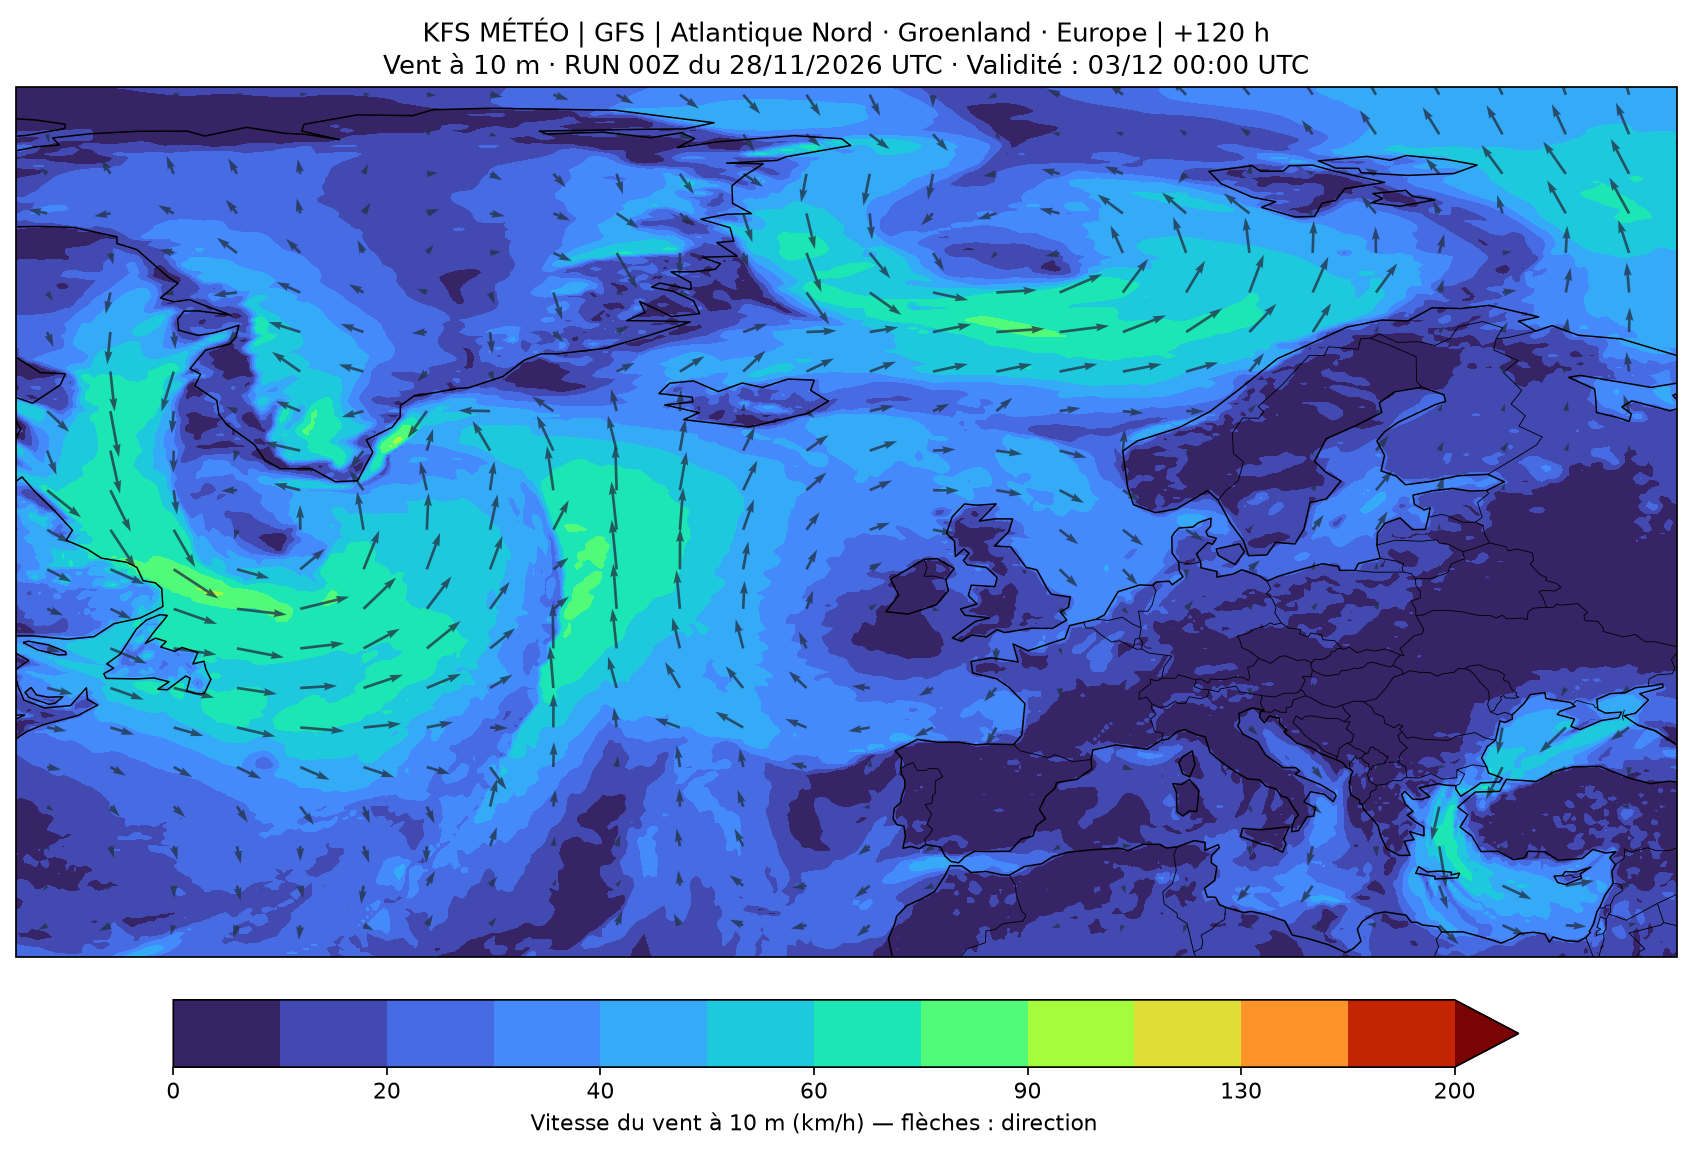 KFS MÉTÉO | GFS | Atlantique Nord · Groenland · Europe | +120 h
Vent à 10 m · RUN 00Z du 28/11/2026 UTC · Validité : 03/12 00:00 UTC
0 20 40 60 90 130 200
Vitesse du vent à 10 m (km/h) — flèches : direction